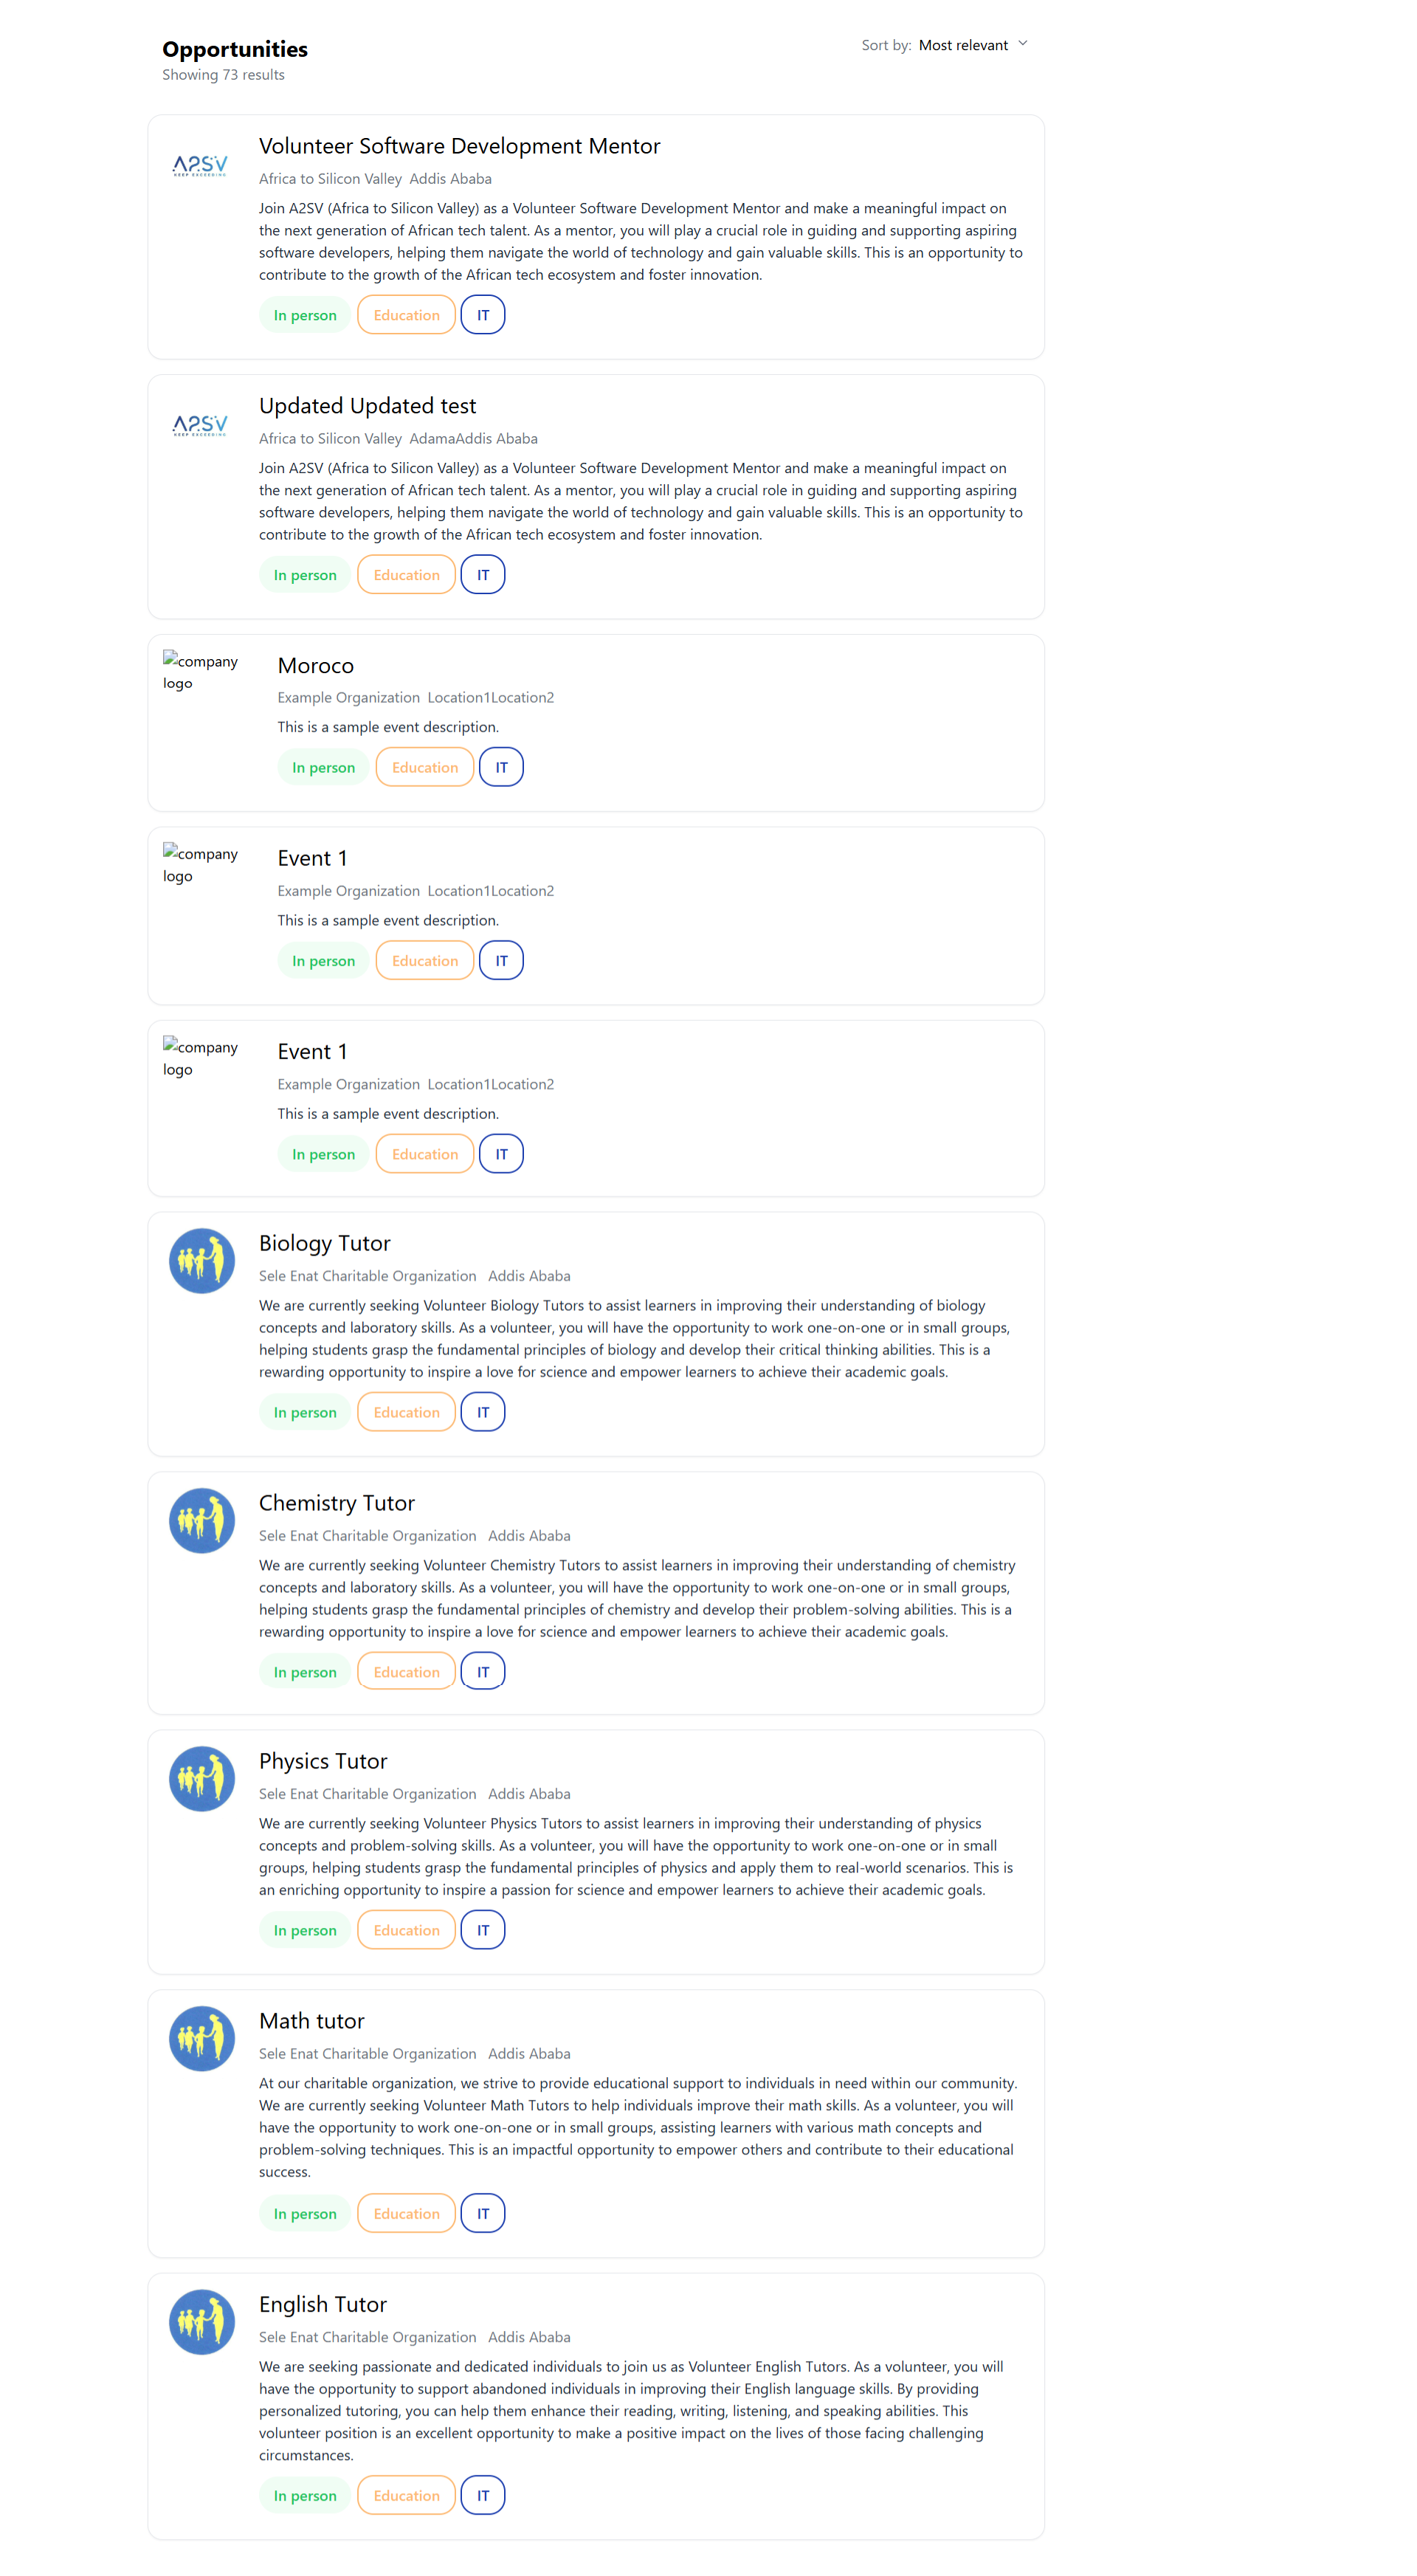 Opportunities
Sort by: Most relevant
Showing 73 results
A2SV
KEEP EXCEEDING
Volunteer Software Development Mentor
Africa to Silicon Valley Addis Ababa
Join A2SV (Africa to Silicon Valley) as a Volunteer Software Development Mentor and make a meaningful impact on
the next generation of African tech talent. As a mentor, you will play a crucial role in guiding and supporting aspiring
software developers, helping them navigate the world of technology and gain valuable skills. This is an opportunity to
contribute to the growth of the African tech ecosystem and foster innovation.
In person Education IT
A2SV
KEEP EXCEEDING
Updated Updated test
Africa to Silicon Valley AdamaAddis Ababa
Join A2SV (Africa to Silicon Valley) as a Volunteer Software Development Mentor and make a meaningful impact on
the next generation of African tech talent. As a mentor, you will play a crucial role in guiding and supporting aspiring
software developers, helping them navigate the world of technology and gain valuable skills. This is an opportunity to
contribute to the growth of the African tech ecosystem and foster innovation.
In person Education IT
company
logo
Moroco
Example Organization Location1Location2
This is a sample event description.
In person Education IT
company
logo
Event 1
Example Organization Location1Location2
This is a sample event description.
In person Education IT
company
logo
Event 1
Example Organization Location1Location2
This is a sample event description.
In person Education IT
Biology Tutor
Sele Enat Charitable Organization Addis Ababa
We are currently seeking Volunteer Biology Tutors to assist learners in improving their understanding of biology
concepts and laboratory skills. As a volunteer, you will have the opportunity to work one-on-one or in small groups,
helping students grasp the fundamental principles of biology and develop their critical thinking abilities. This is a
rewarding opportunity to inspire a love for science and empower learners to achieve their academic goals.
In person Education IT
Chemistry Tutor
Sele Enat Charitable Organization Addis Ababa
We are currently seeking Volunteer Chemistry Tutors to assist learners in improving their understanding of chemistry
concepts and laboratory skills. As a volunteer, you will have the opportunity to work one-on-one or in small groups,
helping students grasp the fundamental principles of chemistry and develop their problem-solving abilities. This is a
rewarding opportunity to inspire a love for science and empower learners to achieve their academic goals.
In person Education IT
Physics Tutor
Sele Enat Charitable Organization Addis Ababa
We are currently seeking Volunteer Physics Tutors to assist learners in improving their understanding of physics
concepts and problem-solving skills. As a volunteer, you will have the opportunity to work one-on-one or in small
groups, helping students grasp the fundamental principles of physics and apply them to real-world scenarios. This is
an enriching opportunity to inspire a passion for science and empower learners to achieve their academic goals.
In person Education IT
Math tutor
Sele Enat Charitable Organization Addis Ababa
At our charitable organization, we strive to provide educational support to individuals in need within our community.
We are currently seeking Volunteer Math Tutors to help individuals improve their math skills. As a volunteer, you will
have the opportunity to work one-on-one or in small groups, assisting learners with various math concepts and
problem-solving techniques. This is an impactful opportunity to empower others and contribute to their educational
success.
In person Education IT
English Tutor
Sele Enat Charitable Organization Addis Ababa
We are seeking passionate and dedicated individuals to join us as Volunteer English Tutors. As a volunteer, you will
have the opportunity to support abandoned individuals in improving their English language skills. By providing
personalized tutoring, you can help them enhance their reading, writing, listening, and speaking abilities. This
volunteer position is an excellent opportunity to make a positive impact on the lives of those facing challenging
circumstances.
In person Education IT